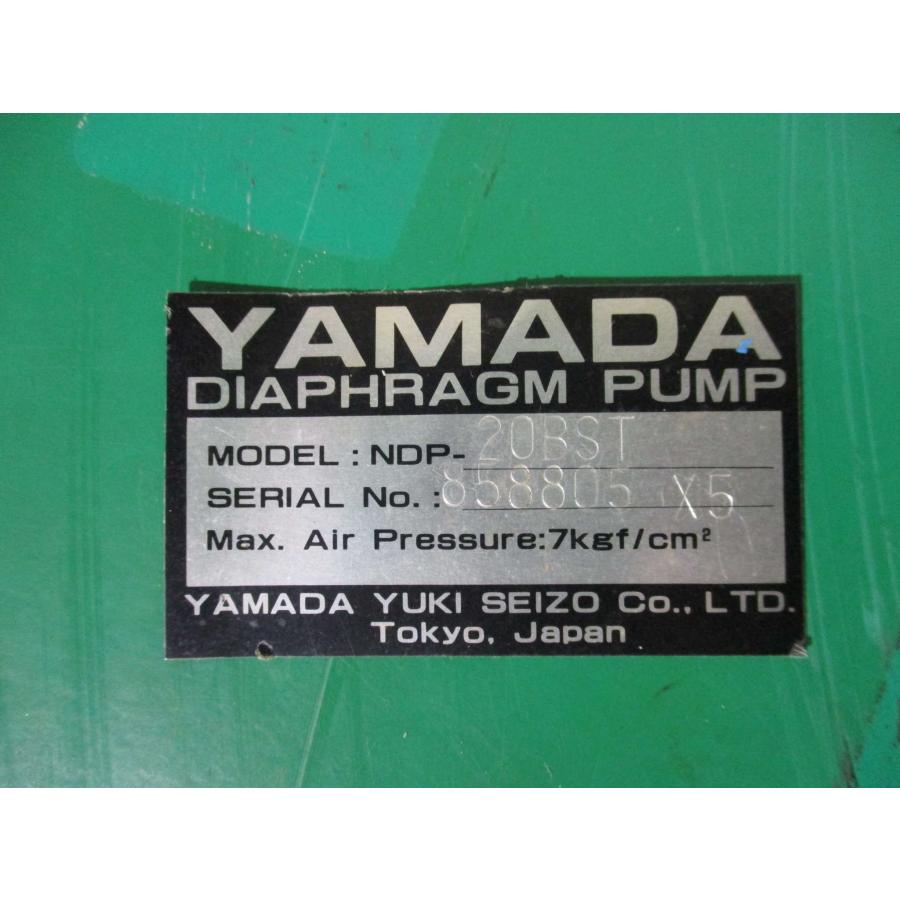 YAMADA
DIAPHRAGM PUMP
MODEL : NDP-20BST
SERIAL No. : 858805 X5
Max. Air Pressure:7kgf/cm²
YAMADA YUKI SEIZO Co., LTD.
Tokyo, Japan